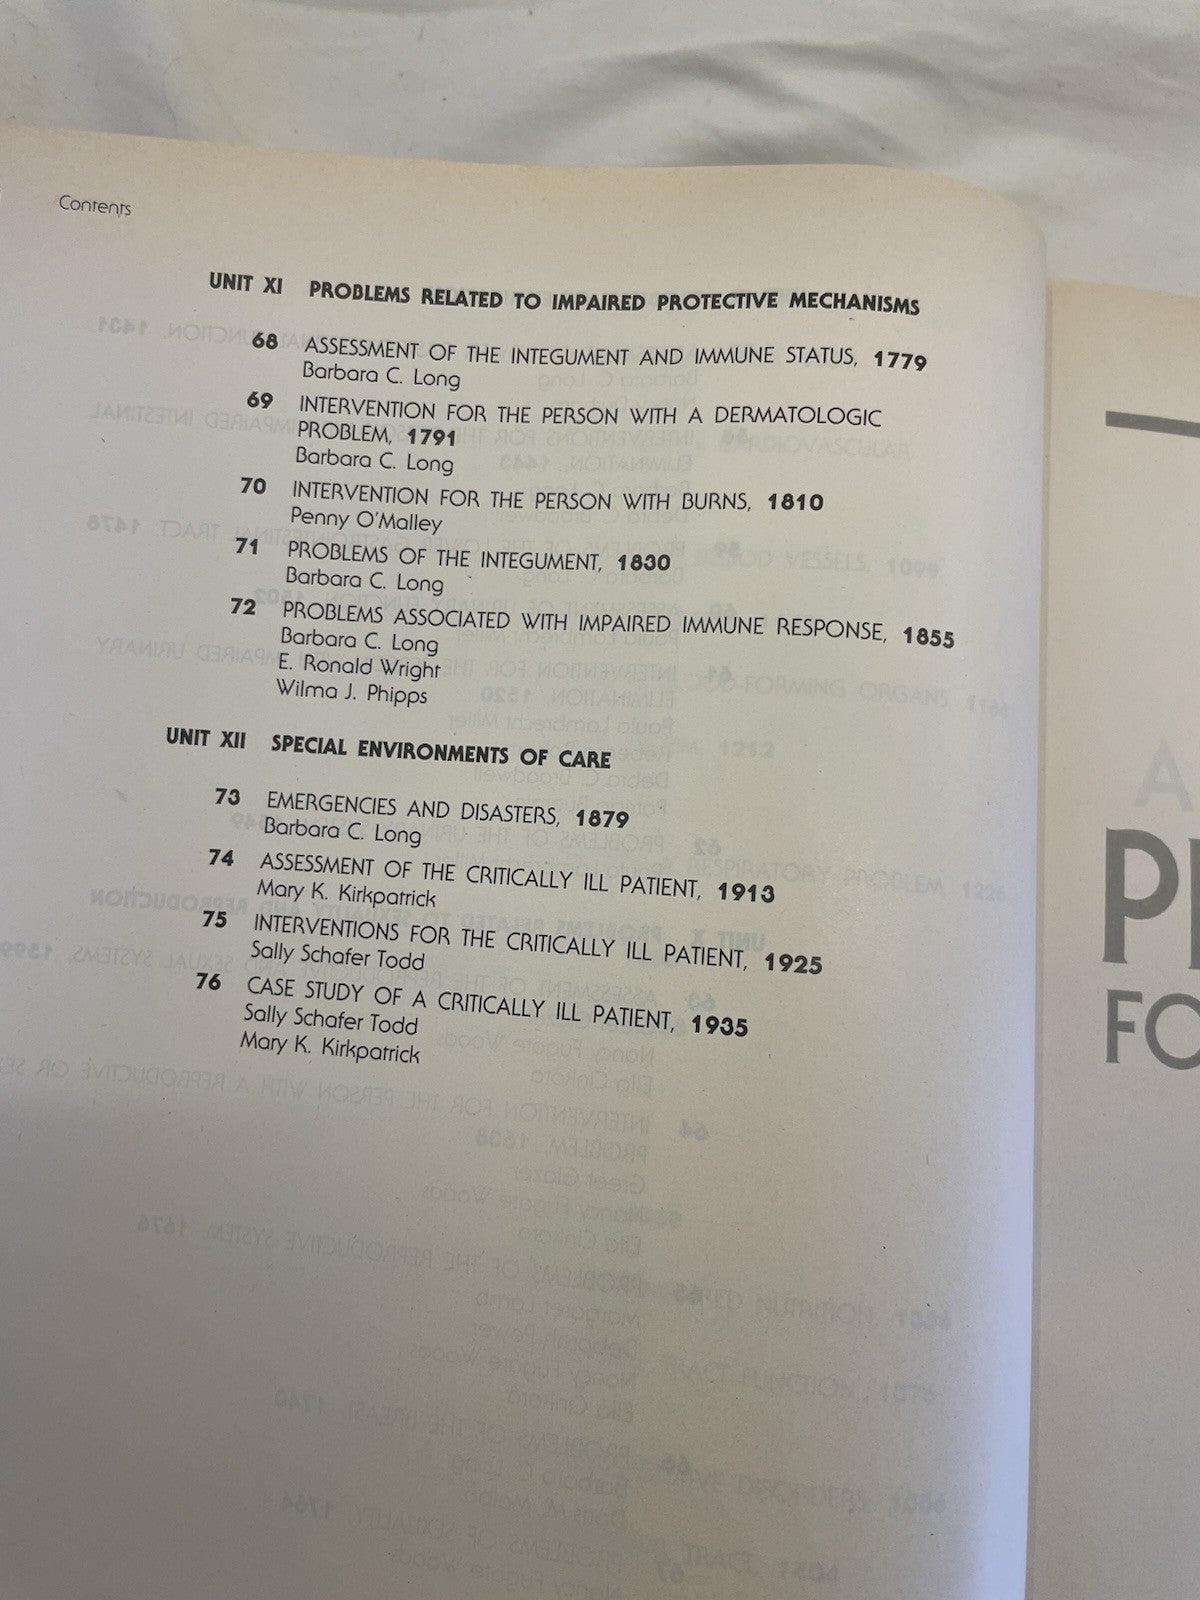 Contents
UNIT XI PROBLEMS RELATED TO IMPAIRED PROTECTIVE MECHANISMS
68 ASSESSMENT OF THE INTEGUMENT AND IMMUNE STATUS, 1779
Barbara C. Long
69 INTERVENTION FOR THE PERSON WITH A DERMATOLOGIC
PROBLEM, 1791
Barbara C. Long
70 INTERVENTION FOR THE PERSON WITH BURNS, 1810
Penny O'Malley
71 PROBLEMS OF THE INTEGUMENT, 1830
Barbara C. Long
72 PROBLEMS ASSOCIATED WITH IMPAIRED IMMUNE RESPONSE, 1855
Barbara C. Long
E. Ronald Wright
Wilma J. Phipps
UNIT XII SPECIAL ENVIRONMENTS OF CARE
73 EMERGENCIES AND DISASTERS, 1879
Barbara C. Long
74 ASSESSMENT OF THE CRITICALLY ILL PATIENT, 1913
Mary K. Kirkpatrick
75 INTERVENTIONS FOR THE CRITICALLY ILL PATIENT, 1925
Sally Schafer Todd
76 CASE STUDY OF A CRITICALLY ILL PATIENT, 1935
Sally Schafer Todd
Mary K. Kirkpatrick